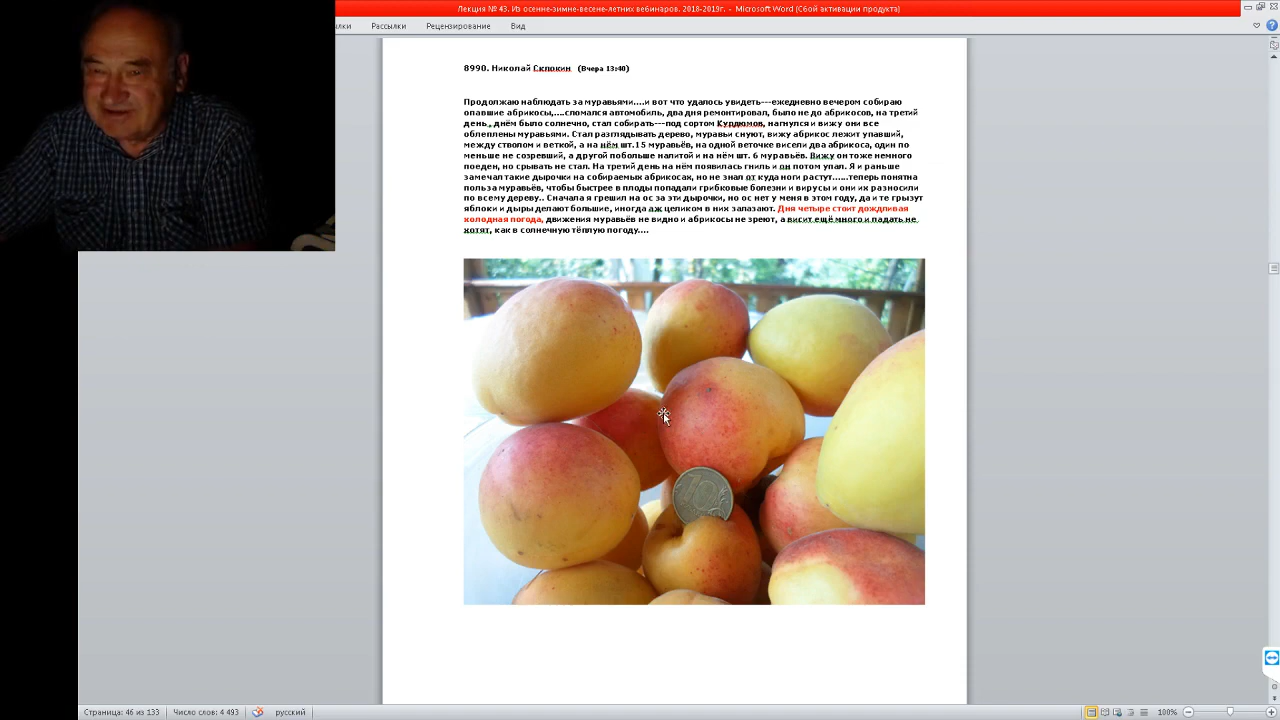 Лекция № 43. Из осенне-зимне-весене-летних вебинаров. 2018-2019г. - Microsoft Word (Сбой активации продукта)
лки Рассылки Рецензирование Вид
8990. Николай Склокин (Вчера 13:40)
Продолжаю наблюдать за муравьями....и вот что удалось увидеть---ежедневно вечером собираю
опавшие абрикосы,....сломался автомобиль, два дня ремонтировал, было не до абрикосов, на третий
день , днём было солнечно, стал собирать---под сортом Курдюмов, нагнулся и вижу они все
облеплены муравьями. Стал разглядывать дерево, муравьи снуют, вижу абрикос лежит упавший,
между стволом и веткой, а на нём шт.15 муравьёв, на одной веточке висели два абрикоса, один по
меньше не созревший, а другой побольше налитой и на нём шт. 6 муравьёв. Вижу он тоже немного
поеден, но срывать не стал. На третий день на нём появилась гниль и он потом упал. Я и раньше
замечал такие дырочки на собираемых абрикосах, но не знал от куда ноги растут.....теперь понятна
польза муравьёв, чтобы быстрее в плоды попадали грибковые болезни и вирусы и они их разносили
по всему дереву.. Сначала я грешил на ос за эти дырочки, но ос нет у меня в этом году, да и те грызут
яблоки и дыры делают большие, иногда аж целиком в них залазают. Дня четыре стоит дождливая
холодная погода, движения муравьёв не видно и абрикосы не зреют, а висит ещё много и падать не
хотят, как в солнечную тёплую погоду....
10
Страница: 46 из 133 Число слов: 4 493 русский 100%